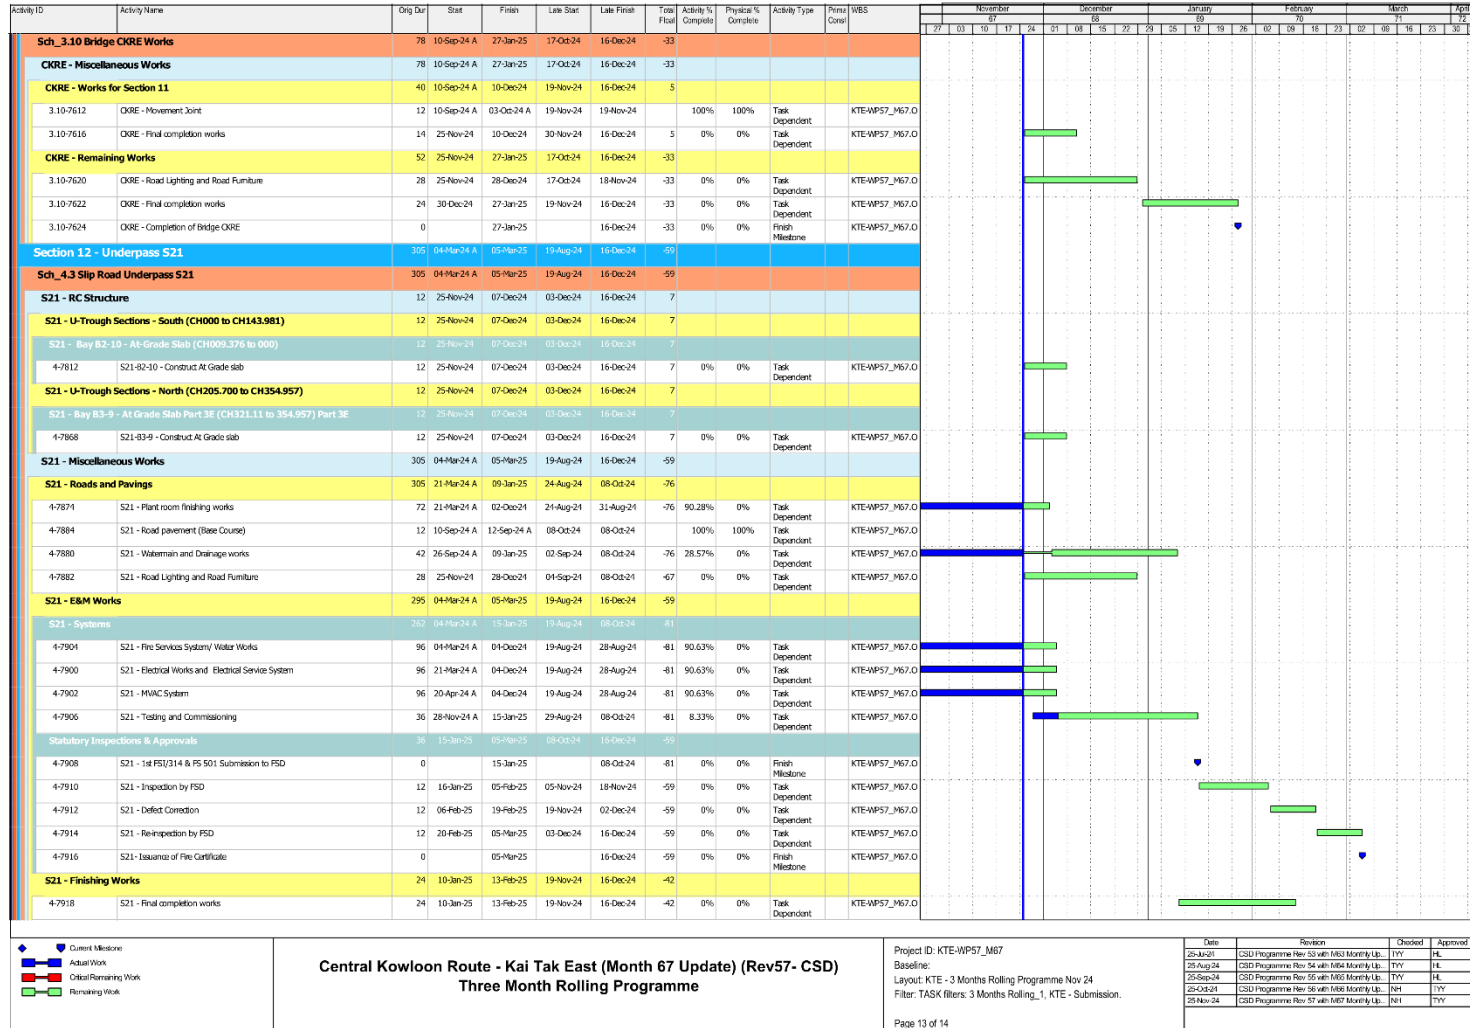 Activity ID Activity Name Orig Dur Start Finish Late Start Late Finish Total Float Activity % Complete Physical % Complete Activity Type Prima Const WBS
November December January February March April
67 68 69 70 71 72
27 03 10 17 24 01 08 15 22 29 05 12 19 26 02 09 16 23 02 09 16 23 30
Sch_3.10 Bridge CKRE Works 78 10-Sep-24 A 27-Jan-25 17-Oct-24 16-Dec-24 -33
CKRE - Miscellaneous Works 78 10-Sep-24 A 27-Jan-25 17-Oct-24 16-Dec-24 -33
CKRE - Works for Section 11 40 10-Sep-24 A 10-Dec-24 19-Nov-24 16-Dec-24 5
3.10-7612 CKRE - Movement Joint 12 10-Sep-24 A 03-Oct-24 A 19-Nov-24 19-Nov-24 100% 100% Task Dependent KTE-WP57_M67.O
3.10-7616 CKRE - Final completion works 14 25-Nov-24 10-Dec-24 30-Nov-24 16-Dec-24 5 0% 0% Task Dependent KTE-WP57_M67.O
CKRE - Remaining Works 52 25-Nov-24 27-Jan-25 17-Oct-24 16-Dec-24 -33
3.10-7620 CKRE - Road Lighting and Road Furniture 28 25-Nov-24 28-Dec-24 17-Oct-24 18-Nov-24 -33 0% 0% Task Dependent KTE-WP57_M67.O
3.10-7622 CKRE - Final completion works 24 30-Dec-24 27-Jan-25 19-Nov-24 16-Dec-24 -33 0% 0% Task Dependent KTE-WP57_M67.O
3.10-7624 CKRE - Completion of Bridge CKRE 0 27-Jan-25 16-Dec-24 -33 0% 0% Finish Milestone KTE-WP57_M67.O
Section 12 - Underpass S21 305 04-Mar-24 A 05-Mar-25 19-Aug-24 16-Dec-24 -59
Sch_4.3 Slip Road Underpass S21 305 04-Mar-24 A 05-Mar-25 19-Aug-24 16-Dec-24 -59
S21 - RC Structure 12 25-Nov-24 07-Dec-24 03-Dec-24 16-Dec-24 7
S21 - U-Trough Sections - South (CH000 to CH143.981) 12 25-Nov-24 07-Dec-24 03-Dec-24 16-Dec-24 7
S21 - Bay B2-10 - At-Grade Slab (CH009.376 to 000) 12 25-Nov-24 07-Dec-24 03-Dec-24 16-Dec-24 7
4-7812 S21-B2-10 - Construct At Grade slab 12 25-Nov-24 07-Dec-24 03-Dec-24 16-Dec-24 7 0% 0% Task Dependent KTE-WP57_M67.O
S21 - U-Trough Sections - North (CH205.700 to CH354.957) 12 25-Nov-24 07-Dec-24 03-Dec-24 16-Dec-24 7
S21 - Bay B3-9 - At Grade Slab Part 3E (CH321.11 to 354.957) Part 3E 12 25-Nov-24 07-Dec-24 03-Dec-24 16-Dec-24 7
4-7868 S21-B3-9 - Construct At Grade slab 12 25-Nov-24 07-Dec-24 03-Dec-24 16-Dec-24 7 0% 0% Task Dependent KTE-WP57_M67.O
S21 - Miscellaneous Works 305 04-Mar-24 A 05-Mar-25 19-Aug-24 16-Dec-24 -59
S21 - Roads and Pavings 305 21-Mar-24 A 09-Jan-25 24-Aug-24 08-Oct-24 -76
4-7874 S21 - Plant room finishing works 72 21-Mar-24 A 02-Dec-24 24-Aug-24 31-Aug-24 -76 90.28% 0% Task Dependent KTE-WP57_M67.O
4-7884 S21 - Road pavement (Base Course) 12 10-Sep-24 A 12-Sep-24 A 08-Oct-24 08-Oct-24 100% 100% Task Dependent KTE-WP57_M67.O
4-7880 S21 - Watermain and Drainage works 42 26-Sep-24 A 09-Jan-25 02-Sep-24 08-Oct-24 -76 28.57% 0% Task Dependent KTE-WP57_M67.O
4-7882 S21 - Road Lighting and Road Furniture 28 25-Nov-24 28-Dec-24 04-Sep-24 08-Oct-24 -67 0% 0% Task Dependent KTE-WP57_M67.O
S21 - E&M Works 295 04-Mar-24 A 05-Mar-25 19-Aug-24 16-Dec-24 -59
S21 - Systems 262 04-Mar-24 A 15-Jan-25 19-Aug-24 08-Oct-24 -81
4-7904 S21 - Fire Services System/ Water Works 96 04-Mar-24 A 04-Dec-24 19-Aug-24 28-Aug-24 -81 90.63% 0% Task Dependent KTE-WP57_M67.O
4-7900 S21 - Electrical Works and Electrical Service System 96 21-Mar-24 A 04-Dec-24 19-Aug-24 28-Aug-24 -81 90.63% 0% Task Dependent KTE-WP57_M67.O
4-7902 S21 - MVAC System 96 20-Apr-24 A 04-Dec-24 19-Aug-24 28-Aug-24 -81 90.63% 0% Task Dependent KTE-WP57_M67.O
4-7906 S21 - Testing and Commissioning 36 28-Nov-24 A 15-Jan-25 29-Aug-24 08-Oct-24 -81 8.33% 0% Task Dependent KTE-WP57_M67.O
Statutory Inspections & Approvals 36 15-Jan-25 05-Mar-25 08-Oct-24 16-Dec-24 -59
4-7908 S21 - 1st FSI/314 & FS 501 Submission to FSD 0 15-Jan-25 08-Oct-24 -81 0% 0% Finish Milestone KTE-WP57_M67.O
4-7910 S21 - Inspection by FSD 12 16-Jan-25 05-Feb-25 05-Nov-24 18-Nov-24 -59 0% 0% Task Dependent KTE-WP57_M67.O
4-7912 S21 - Defect Correction 12 06-Feb-25 19-Feb-25 19-Nov-24 02-Dec-24 -59 0% 0% Task Dependent KTE-WP57_M67.O
4-7914 S21 - Re-inspection by FSD 12 20-Feb-25 05-Mar-25 03-Dec-24 16-Dec-24 -59 0% 0% Task Dependent KTE-WP57_M67.O
4-7916 S21- Issuance of Fire Certificate 0 05-Mar-25 16-Dec-24 -59 0% 0% Finish Milestone KTE-WP57_M67.O
S21 - Finishing Works 24 10-Jan-25 13-Feb-25 19-Nov-24 16-Dec-24 -42
4-7918 S21 - Final completion works 24 10-Jan-25 13-Feb-25 19-Nov-24 16-Dec-24 -42 0% 0% Task Dependent KTE-WP57_M67.O
Current Milestone
Actual Work
Critical Remaining Work
Remaining Work
Central Kowloon Route - Kai Tak East (Month 67 Update) (Rev57- CSD)
Three Month Rolling Programme
Project ID: KTE-WP57_M67
Baseline:
Layout: KTE - 3 Months Rolling Programme Nov 24
Filter: TASK filters: 3 Months Rolling_1, KTE - Submission.
Page 13 of 14
Date Revision Checked Approved
25-Jul-24 CSD Programme Rev 53 with M63 Monthly Up... TYY HL
25-Aug-24 CSD Programme Rev 54 with M64 Monthly Up... TYY HL
25-Sep-24 CSD Programme Rev 55 with M65 Monthly Up... TYY HL
25-Oct-24 CSD Programme Rev 56 with M66 Monthly Up... NH TYY
25-Nov-24 CSD Programme Rev 57 with M67 Monthly Up... NH TYY